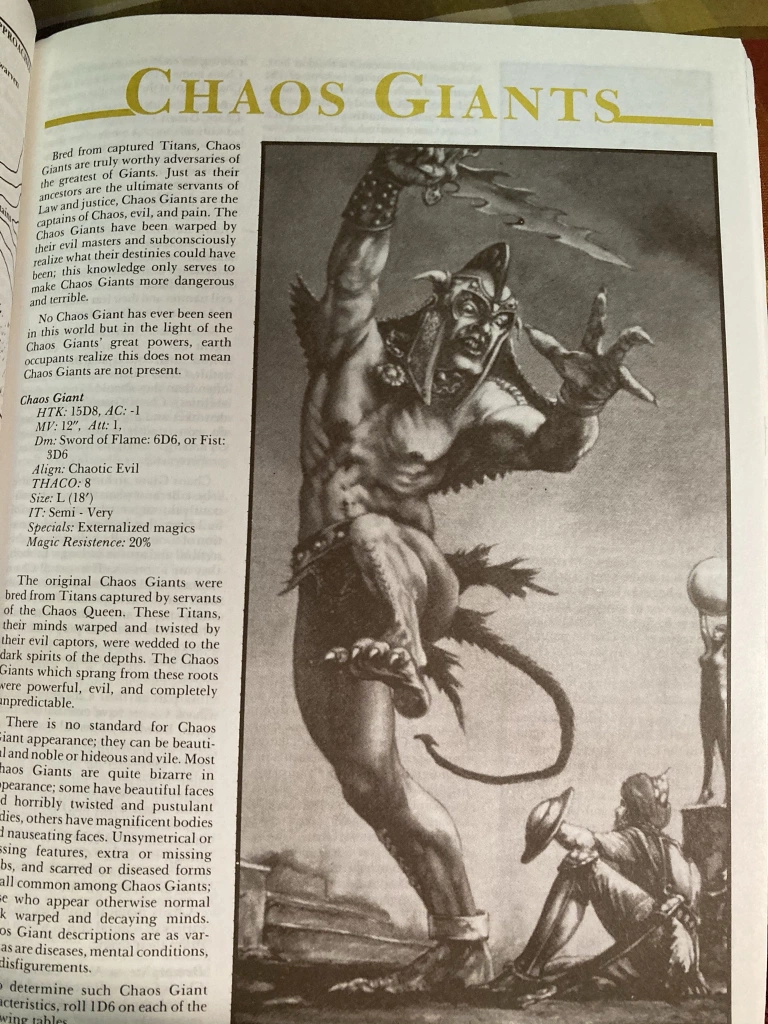 CHAOS GIANTS
Bred from captured Titans, Chaos
Giants are truly worthy adversaries of
the greatest of Giants. Just as their
ancestors are the ultimate servants of
Law and justice, Chaos Giants are the
captains of Chaos, evil, and pain. The
Chaos Giants have been warped by
their evil masters and subconsciously
realize what their destinies could have
been; this knowledge only serves to
make Chaos Giants more dangerous
and terrible.
No Chaos Giant has ever been seen
in this world but in the light of the
Chaos Giants' great powers, earth
occupants realize this does not mean
Chaos Giants are not present.
Chaos Giant
HTK: 15D8, AC: -1
MV: 12", Att: 1,
Dm: Sword of Flame: 6D6, or Fist:
3D6
Align: Chaotic Evil
THACO: 8
Size: L (18')
IT: Semi - Very
Specials: Externalized magics
Magic Resistence: 20%
The original Chaos Giants were
bred from Titans captured by servants
of the Chaos Queen. These Titans,
their minds warped and twisted by
their evil captors, were wedded to the
dark spirits of the depths. The Chaos
Giants which sprang from these roots
were powerful, evil, and completely
npredictable.
There is no standard for Chaos
iant appearance; they can be beauti-
l and noble or hideous and vile. Most
haos Giants are quite bizarre in
pearance; some have beautiful faces
d horribly twisted and pustulant
dies, others have magnificent bodies
d nauseating faces. Unsymetrical or
ssing features, extra or missing
bs, and scarred or diseased forms
all common among Chaos Giants;
se who appear otherwise normal
k warped and decaying minds.
os Giant descriptions are as var-
as are diseases, mental conditions,
disfigurements.
determine such Chaos Giant
acteristics, roll 1D6 on each of the
wing tables